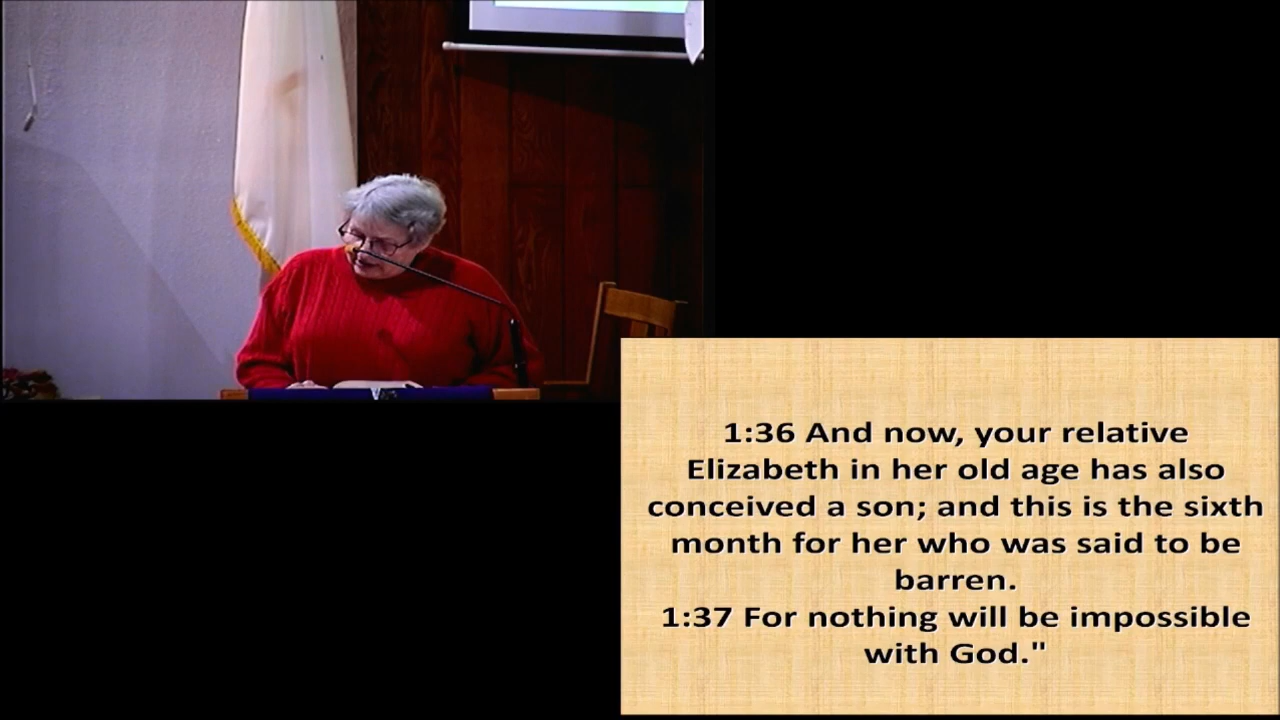 1:36 And now, your relative
Elizabeth in her old age has also
conceived a son; and this is the sixth
month for her who was said to be
barren.
1:37 For nothing will be impossible
with God."